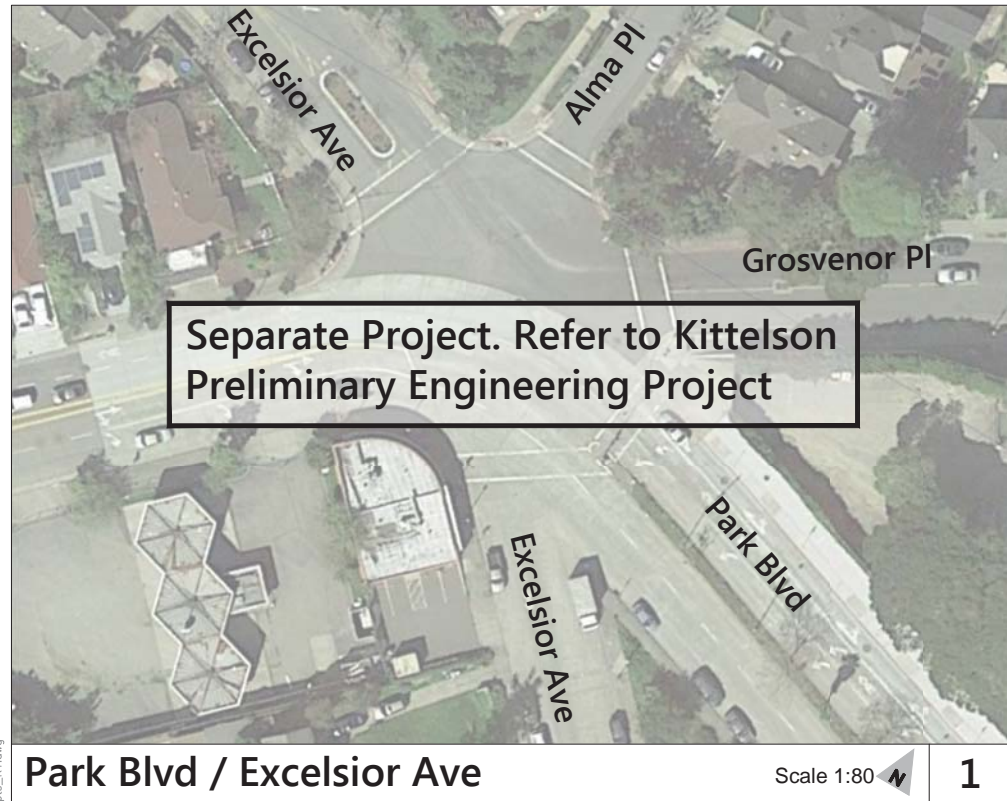 Excelsior Ave
Alma Pl
Grosvenor Pl
Separate Project. Refer to Kittelson
Preliminary Engineering Project
Park Blvd
Excelsior Ave
Park Blvd / Excelsior Ave
Scale 1:80
N
1